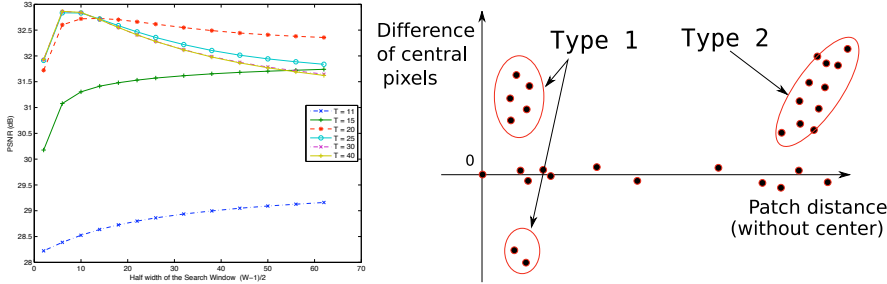 33
32.5
32
31.5
31
30.5
30
29.5
29
28.5
28
PSNR (dB)
0 10 20 30 40 50 60 70
Half width of the Search Window (W−1)/2
T = 11
T = 15
T = 20
T = 25
T = 30
T = 40
Difference
of central
pixels
Type 1
Type 2
0
Patch distance
(without center)